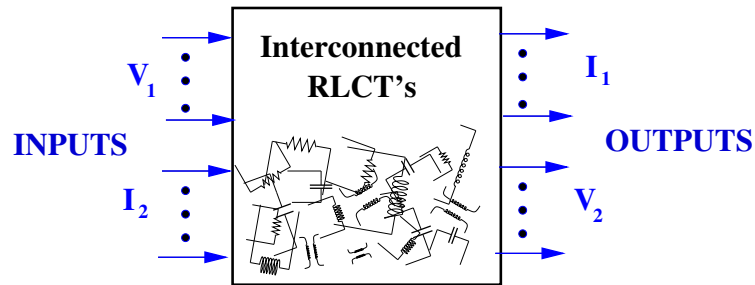 Interconnected
RLCT's
V1
I1
INPUTS
OUTPUTS
I2
V2